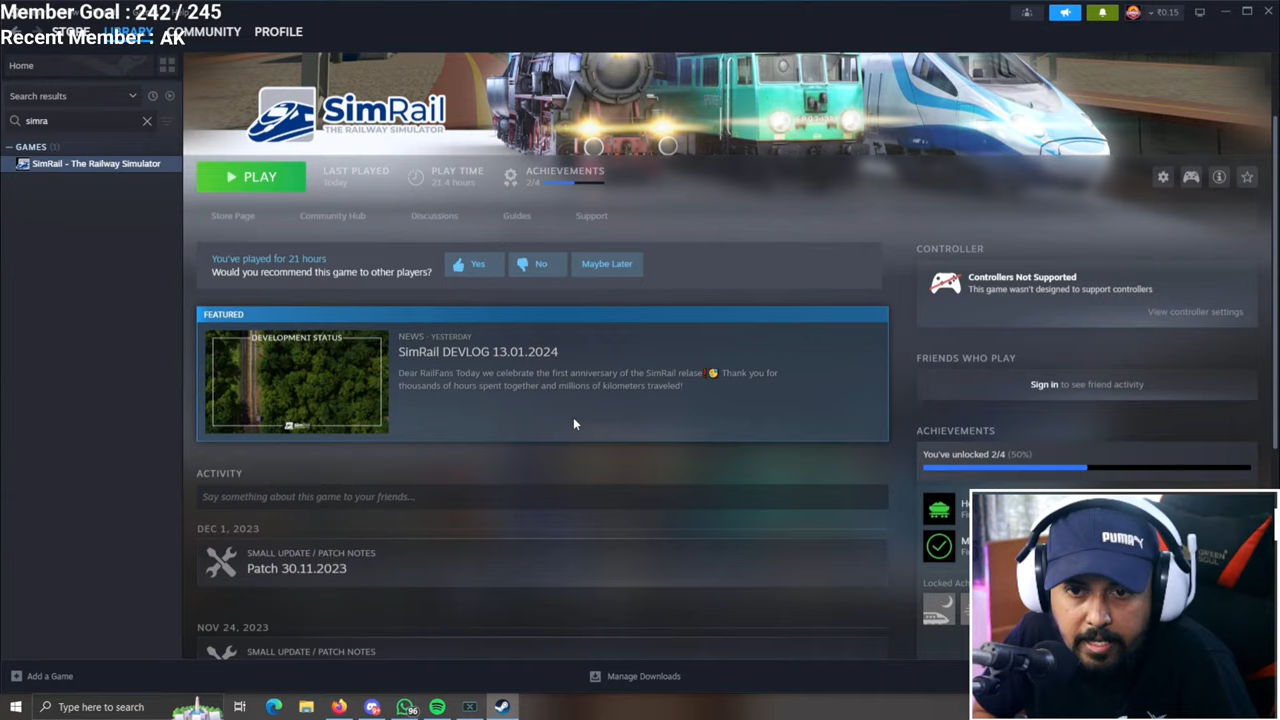 Member Goal : 242 / 245
₹0.15
STORE LIBRARY COMMUNITY PROFILE
Recent Member : AK
Home
Search results
simra
GAMES (1)
SimRail - The Railway Simulator
SimRail
THE RAILWAY SIMULATOR
PLAY
LAST PLAYED
Today
PLAY TIME
21.4 hours
ACHIEVEMENTS
2/4
Store Page Community Hub Discussions Guides Support
You've played for 21 hours
Would you recommend this game to other players?
Yes No Maybe Later
FEATURED
DEVELOPMENT STATUS
NEWS - YESTERDAY
SimRail DEVLOG 13.01.2024
Dear RailFans Today we celebrate the first anniversary of the SimRail relase! 🥳 Thank you for
thousands of hours spent together and millions of kilometers traveled!
ACTIVITY
Say something about this game to your friends...
DEC 1, 2023
SMALL UPDATE / PATCH NOTES
Patch 30.11.2023
NOV 24, 2023
SMALL UPDATE / PATCH NOTES
CONTROLLER
Controllers Not Supported
This game wasn't designed to support controllers
View controller settings
FRIENDS WHO PLAY
Sign in to see friend activity
ACHIEVEMENTS
You've unlocked 2/4 (50%)
Locked Ach
PUMA
GREEN
SOUL
Add a Game
Manage Downloads
Type here to search
96